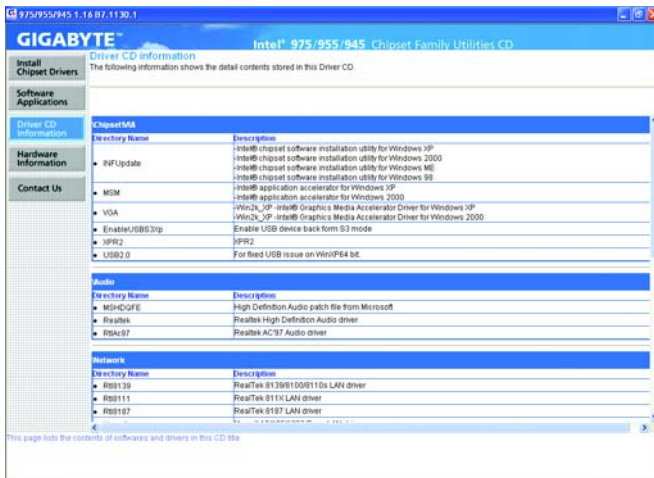 975/955/945 1.16 B7.1130.1
GIGABYTE™
Intel® 975/955/945 Chipset Family Utilities CD
Install
Chipset Drivers
Software
Applications
Driver CD
Information
Hardware
Information
Contact Us
Driver CD information
The following information shows the detail contents stored in this Driver CD.
\Chipset\IA
Directory Name Description
INFUpdate
-Intel® chipset software installation utility for Windows XP
-Intel® chipset software installation utility for Windows 2000
-Intel® chipset software installation utility for Windows ME
-Intel® chipset software installation utility for Windows 98
MSM
-Intel® application accelerator for Windows XP
-Intel® application accelerator for Windows 2000
VGA
-Win2k_XP -Intel® Graphics Media Accelerator Driver for Windows XP
-Win2k_XP -Intel® Graphics Media Accelerator Driver for Windows 2000
EnableUSBS3Xp Enable USB device back form S3 mode
XPR2 XPR2
USB2.0 For fixed USB issue on WinXP64 bit.
\Audio
Directory Name Description
MSHDQFE High Definition Audio patch file from Microsoft
Realtek Realtek High Definition Audio driver
RtlAc97 Realtek AC'97 Audio driver
\Network
Directory Name Description
Rtl8139 RealTek 8139/8100/8110s LAN driver
Rtl8111 RealTek 811X LAN driver
Rtl8187 RealTek 8187 LAN driver
This page lists the contents of softwares and drivers in this CD title.